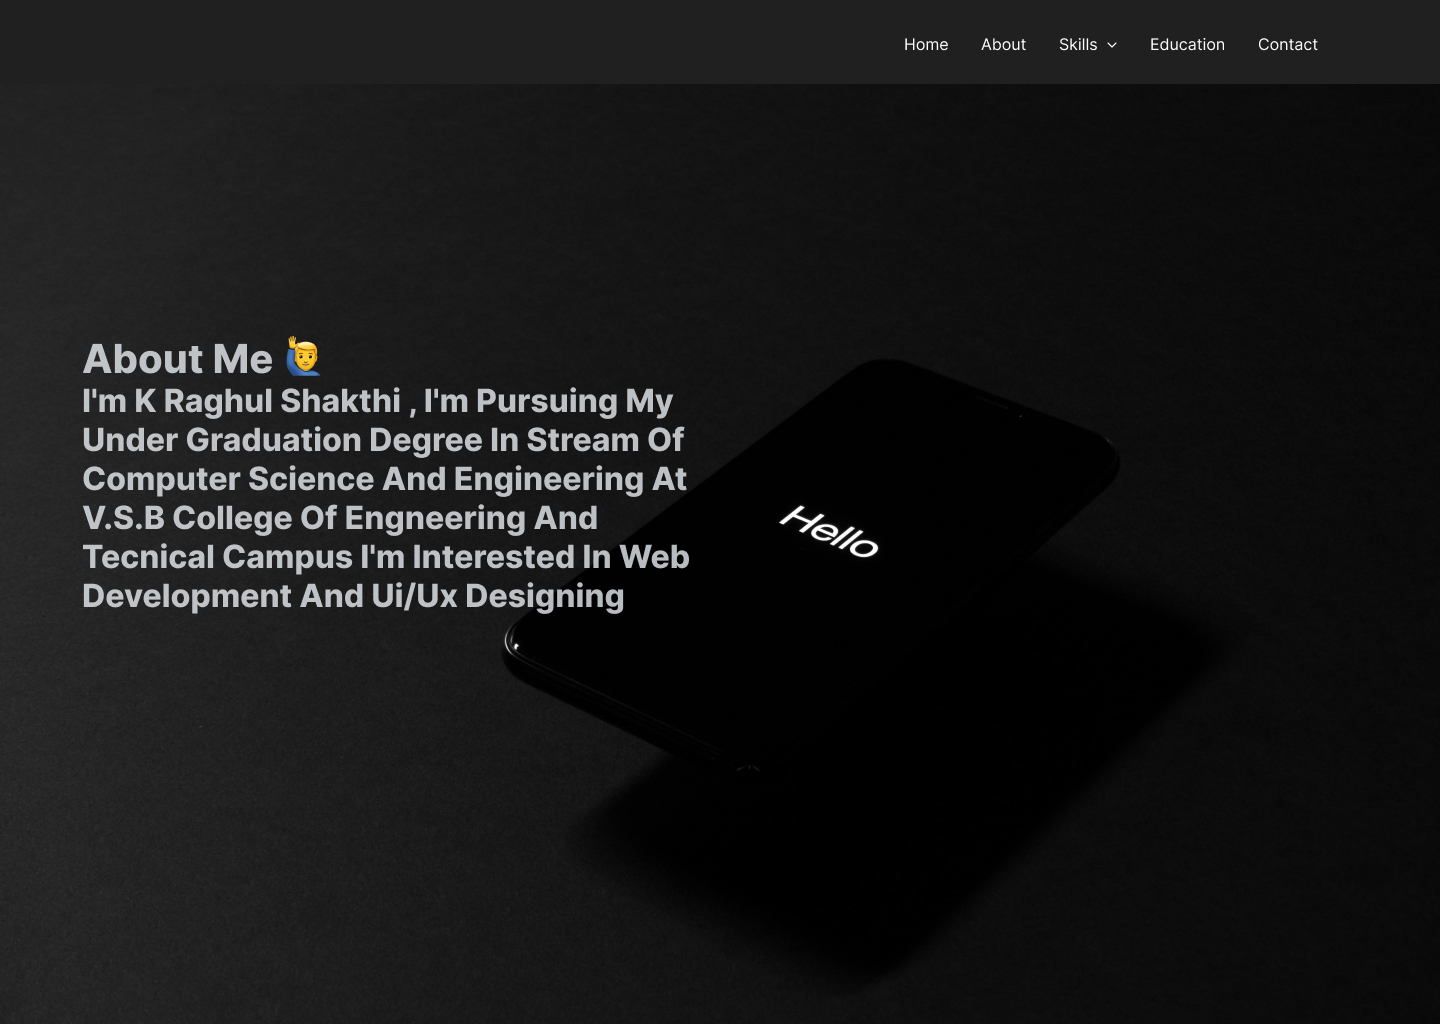 Home About Skills Education Contact
About Me 🙋‍♂️
I'm K Raghul Shakthi , I'm Pursuing My
Under Graduation Degree In Stream Of
Computer Science And Engineering At
V.S.B College Of Engneering And
Tecnical Campus I'm Interested In Web
Development And Ui/Ux Designing
Hello